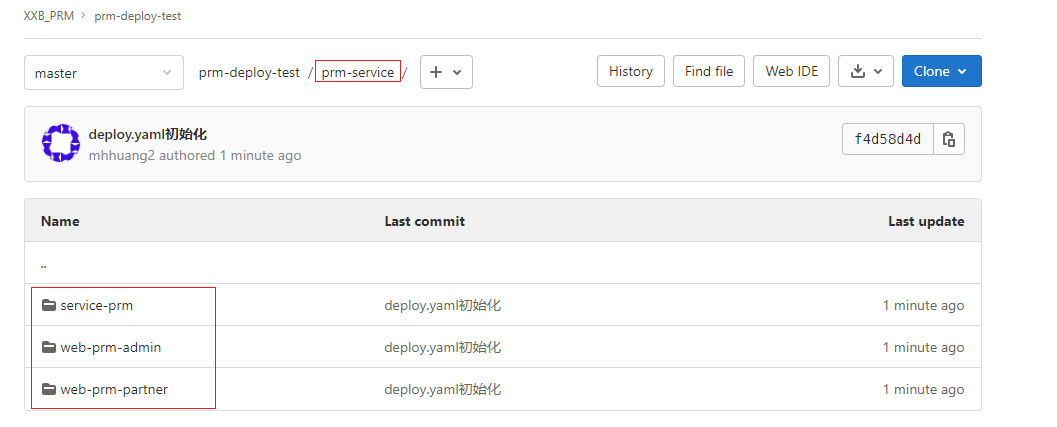 XXB_PRM > prm-deploy-test
master prm-deploy-test / prm-service / + History Find file Web IDE Clone
deploy.yaml初始化
mhhuang2 authored 1 minute ago
f4d58d4d
Name Last commit Last update
..
service-prm deploy.yaml初始化 1 minute ago
web-prm-admin deploy.yaml初始化 1 minute ago
web-prm-partner deploy.yaml初始化 1 minute ago